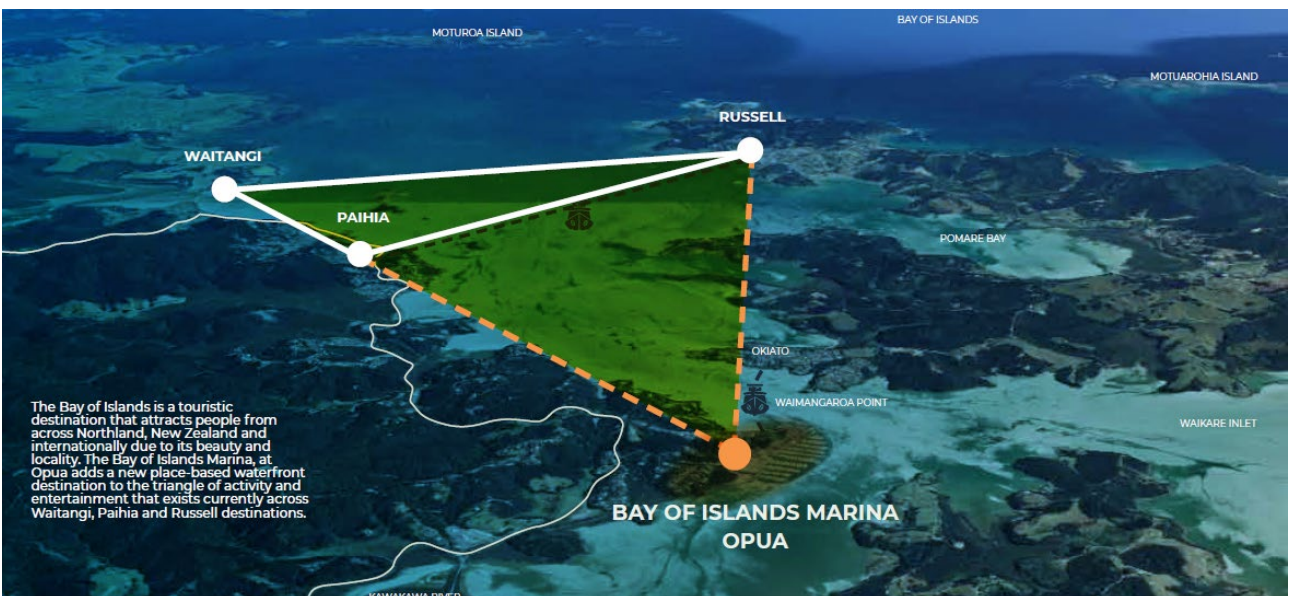 BAY OF ISLANDS
MOTUROA ISLAND
MOTUAROHIA ISLAND
RUSSELL
WAITANGI
PAIHIA
POMARE BAY
OKIATO
WAIMANGAROA POINT
WAIKARE INLET
The Bay of Islands is a touristic
destination that attracts people from
across Northland, New Zealand and
internationally due to its beauty and
locality. The Bay of Islands Marina, at
Opua adds a new place-based waterfront
destination to the triangle of activity and
entertainment that exists currently across
Waitangi, Paihia and Russell destinations.
BAY OF ISLANDS MARINA
OPUA
KAWAKAWA RIVER